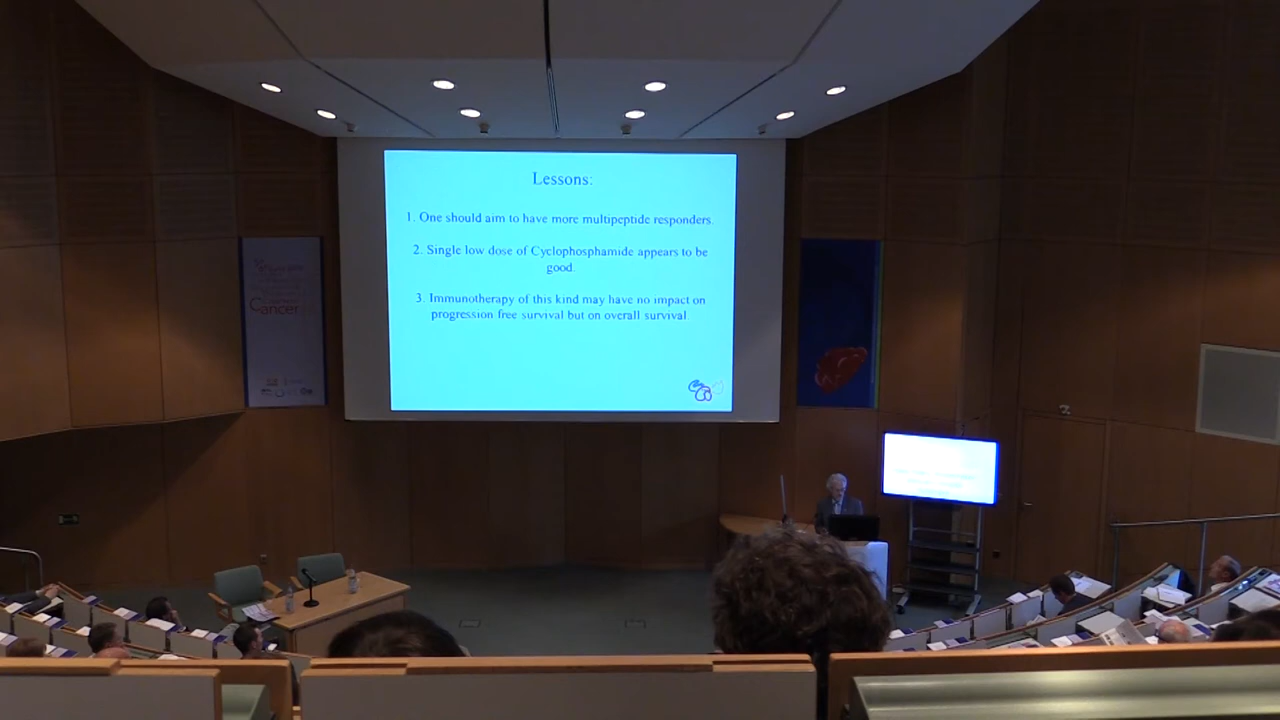 Lessons:
1. One should aim to have more multipeptide responders.
2. Single low dose of Cyclophosphamide appears to be
good.
3. Immunotherapy of this kind may have no impact on
progression free survival but on overall survival.
Cancer